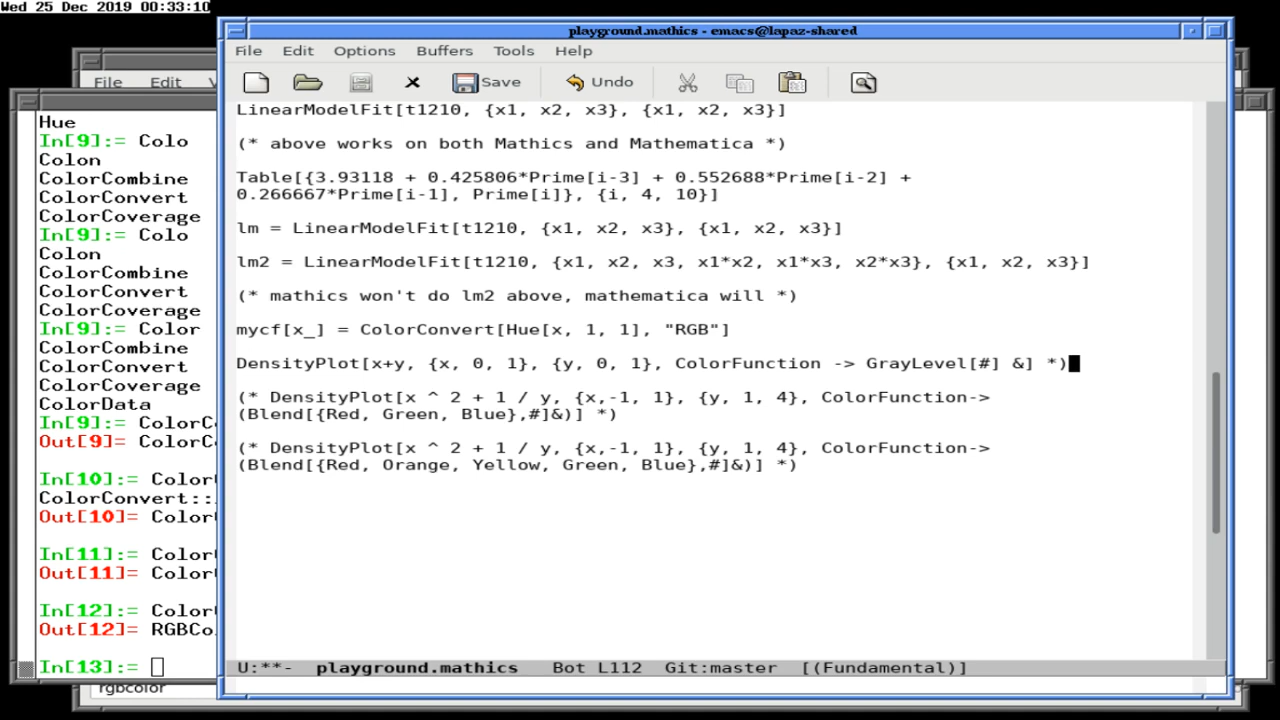 Wed 25 Dec 2019 00:33:10
playground.mathics - emacs@lapaz-shared
File Edit Options Buffers Tools Help
Save Undo
LinearModelFit[t1210, {x1, x2, x3}, {x1, x2, x3}]
(* above works on both Mathics and Mathematica *)
Table[{3.93118 + 0.425806*Prime[i-3] + 0.552688*Prime[i-2] +
0.266667*Prime[i-1], Prime[i]}, {i, 4, 10}]
lm = LinearModelFit[t1210, {x1, x2, x3}, {x1, x2, x3}]
lm2 = LinearModelFit[t1210, {x1, x2, x3, x1*x2, x1*x3, x2*x3}, {x1, x2, x3}]
(* mathics won't do lm2 above, mathematica will *)
mycf[x_] = ColorConvert[Hue[x, 1, 1], "RGB"]
DensityPlot[x+y, {x, 0, 1}, {y, 0, 1}, ColorFunction -> GrayLevel[#] &] *)
(* DensityPlot[x ^ 2 + 1 / y, {x,-1, 1}, {y, 1, 4}, ColorFunction->
(Blend[{Red, Green, Blue},#]&)] *)
(* DensityPlot[x ^ 2 + 1 / y, {x,-1, 1}, {y, 1, 4}, ColorFunction->
(Blend[{Red, Orange, Yellow, Green, Blue},#]&)] *)
U:**- playground.mathics Bot L112 Git:master [(Fundamental)]
File Edit
Hue
In[9]:= Colo
Colon
ColorCombine
ColorConvert
ColorCoverage
In[9]:= Colo
Colon
ColorCombine
ColorConvert
ColorCoverage
In[9]:= Color
ColorCombine
ColorConvert
ColorCoverage
ColorData
In[9]:= ColorC
Out[9]= ColorC
In[10]:= Color
ColorConvert::
Out[10]= Color
In[11]:= Color
Out[11]= Color
In[12]:= Color
Out[12]= RGBCo
In[13]:=
rgbcolor